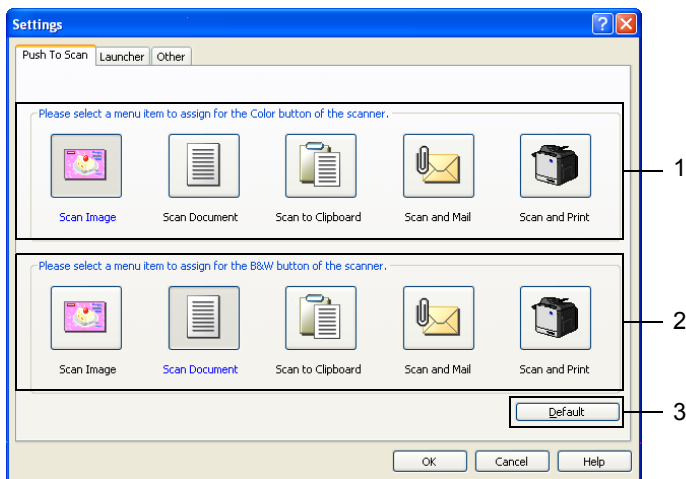 Settings
Push To Scan Launcher Other
Please select a menu item to assign for the Color button of the scanner.
Scan Image Scan Document Scan to Clipboard Scan and Mail Scan and Print
1
Please select a menu item to assign for the B&W button of the scanner.
Scan Image Scan Document Scan to Clipboard Scan and Mail Scan and Print
2
Default
3
OK Cancel Help